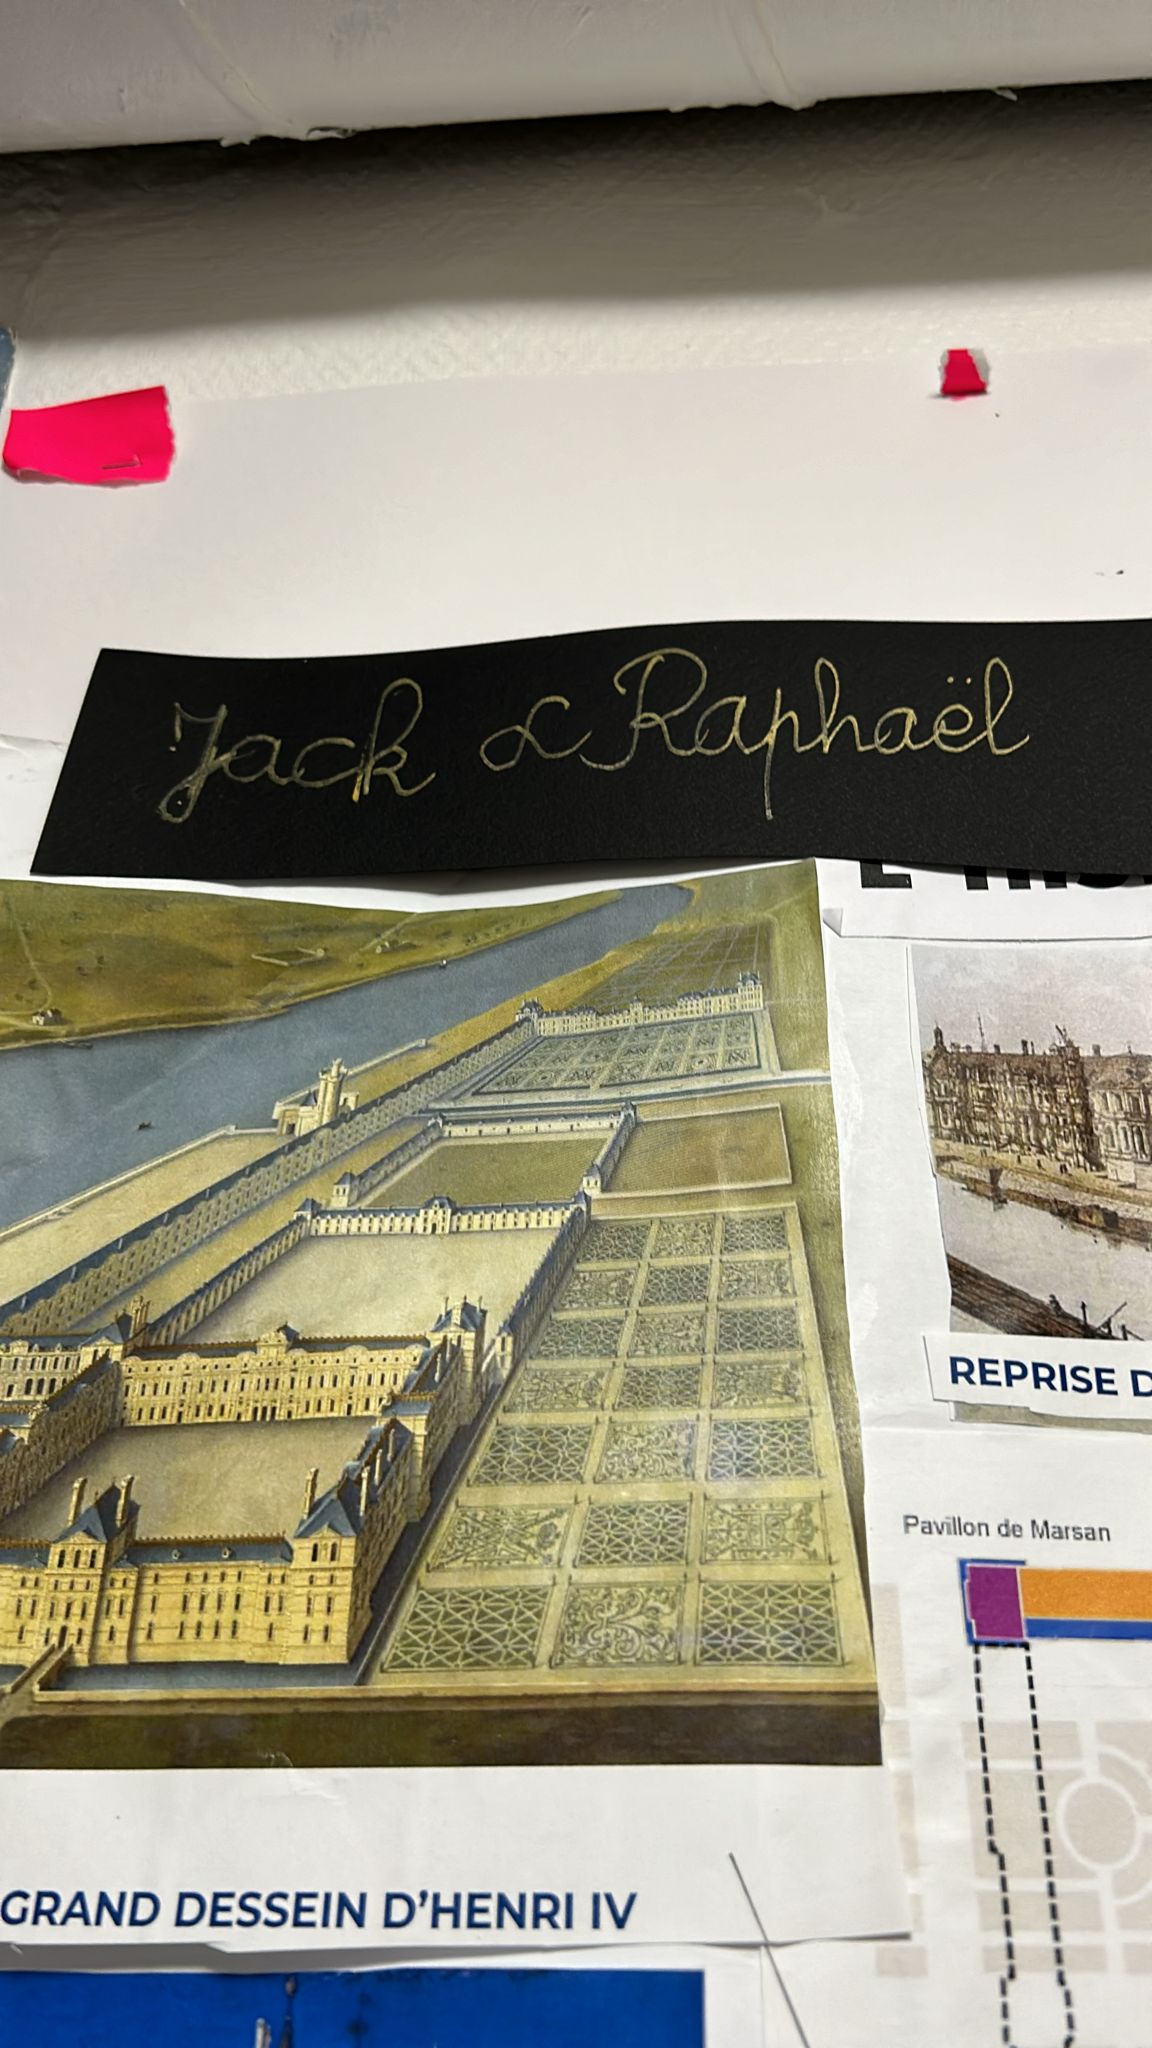 Jack & Raphaël
GRAND DESSEIN D'HENRI IV
REPRISE D
Pavillon de Marsan